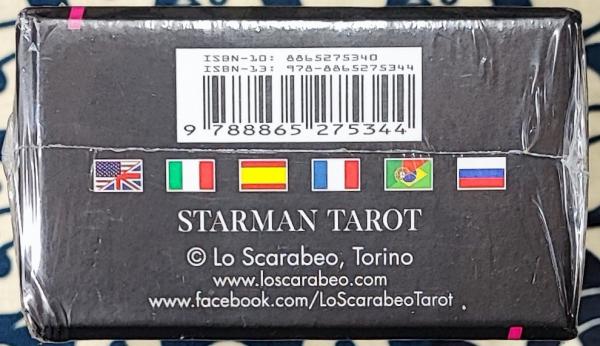 ISBN-10: 8865275340
ISBN-13: 978-8865275344
9 788865 275344
STARMAN TAROT
© Lo Scarabeo, Torino
www.loscarabeo.com
www.facebook.com/LoScarabeoTarot